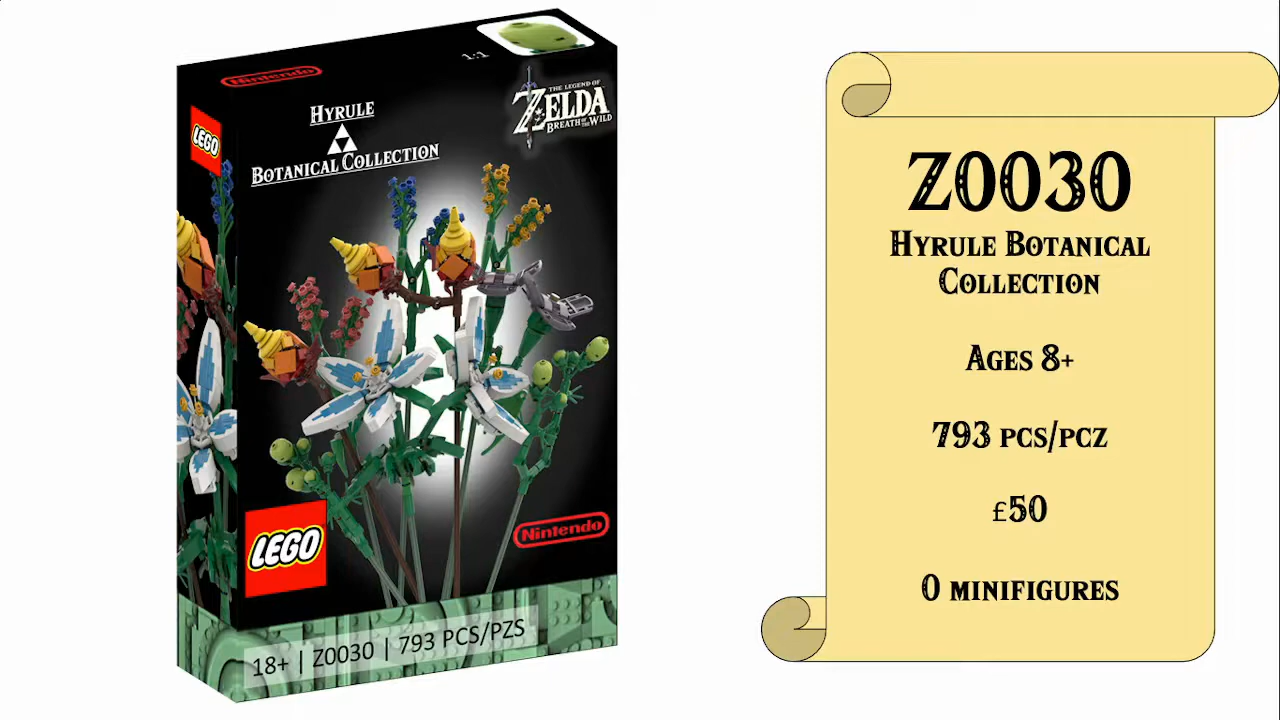 1:1
Nintendo
THE LEGEND OF
ZELDA
BREATH OF THE WILD
HYRULE
BOTANICAL COLLECTION
LEGO
LEGO
Nintendo
18+ | Z0030 | 793 PCS/PZS
Z0030
HYRULE BOTANICAL
COLLECTION
AGES 8+
793 PCS/PCZ
£50
0 MINIFIGURES